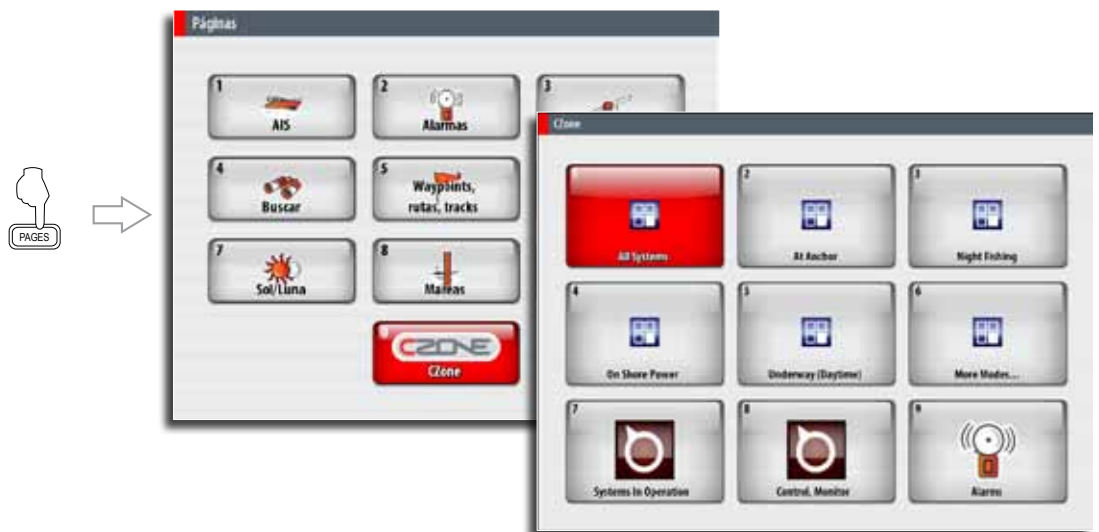 PAGES
Páginas
1
AIS
2
Alarmas
3
4
Buscar
5
Waypoints,
rutas, tracks
7
Sol/Luna
8
Mareas
CZONE
CZone
CZone
1
All Systems
2
At Anchor
3
Night Fishing
4
On Shore Power
5
Underway (Daytime)
6
More Modes...
7
Systems In Operation
8
Control, Monitor
9
Alarms